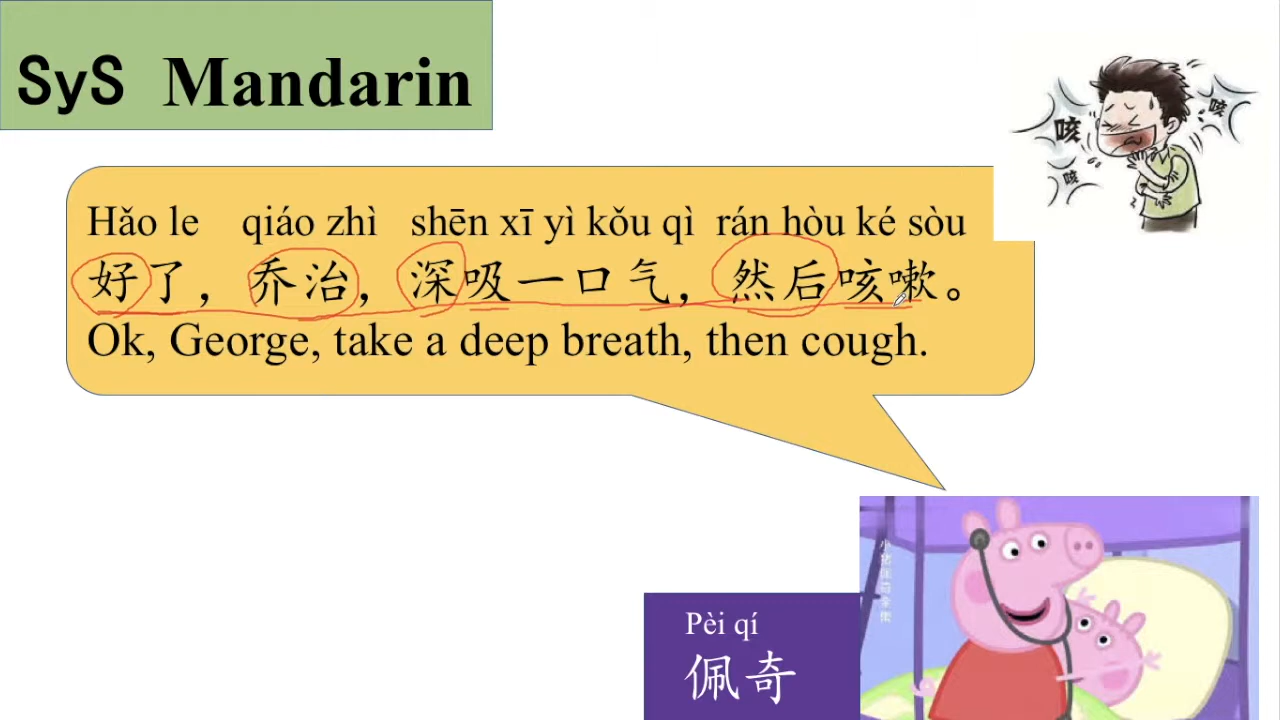 SyS Mandarin
咳
咳
咳
Hǎo le qiáo zhì shēn xī yì kǒu qì rán hòu ké sòu
好了，乔治，深吸一口气，然后咳嗽。
Ok, George, take a deep breath, then cough.
Pèi qí
佩奇